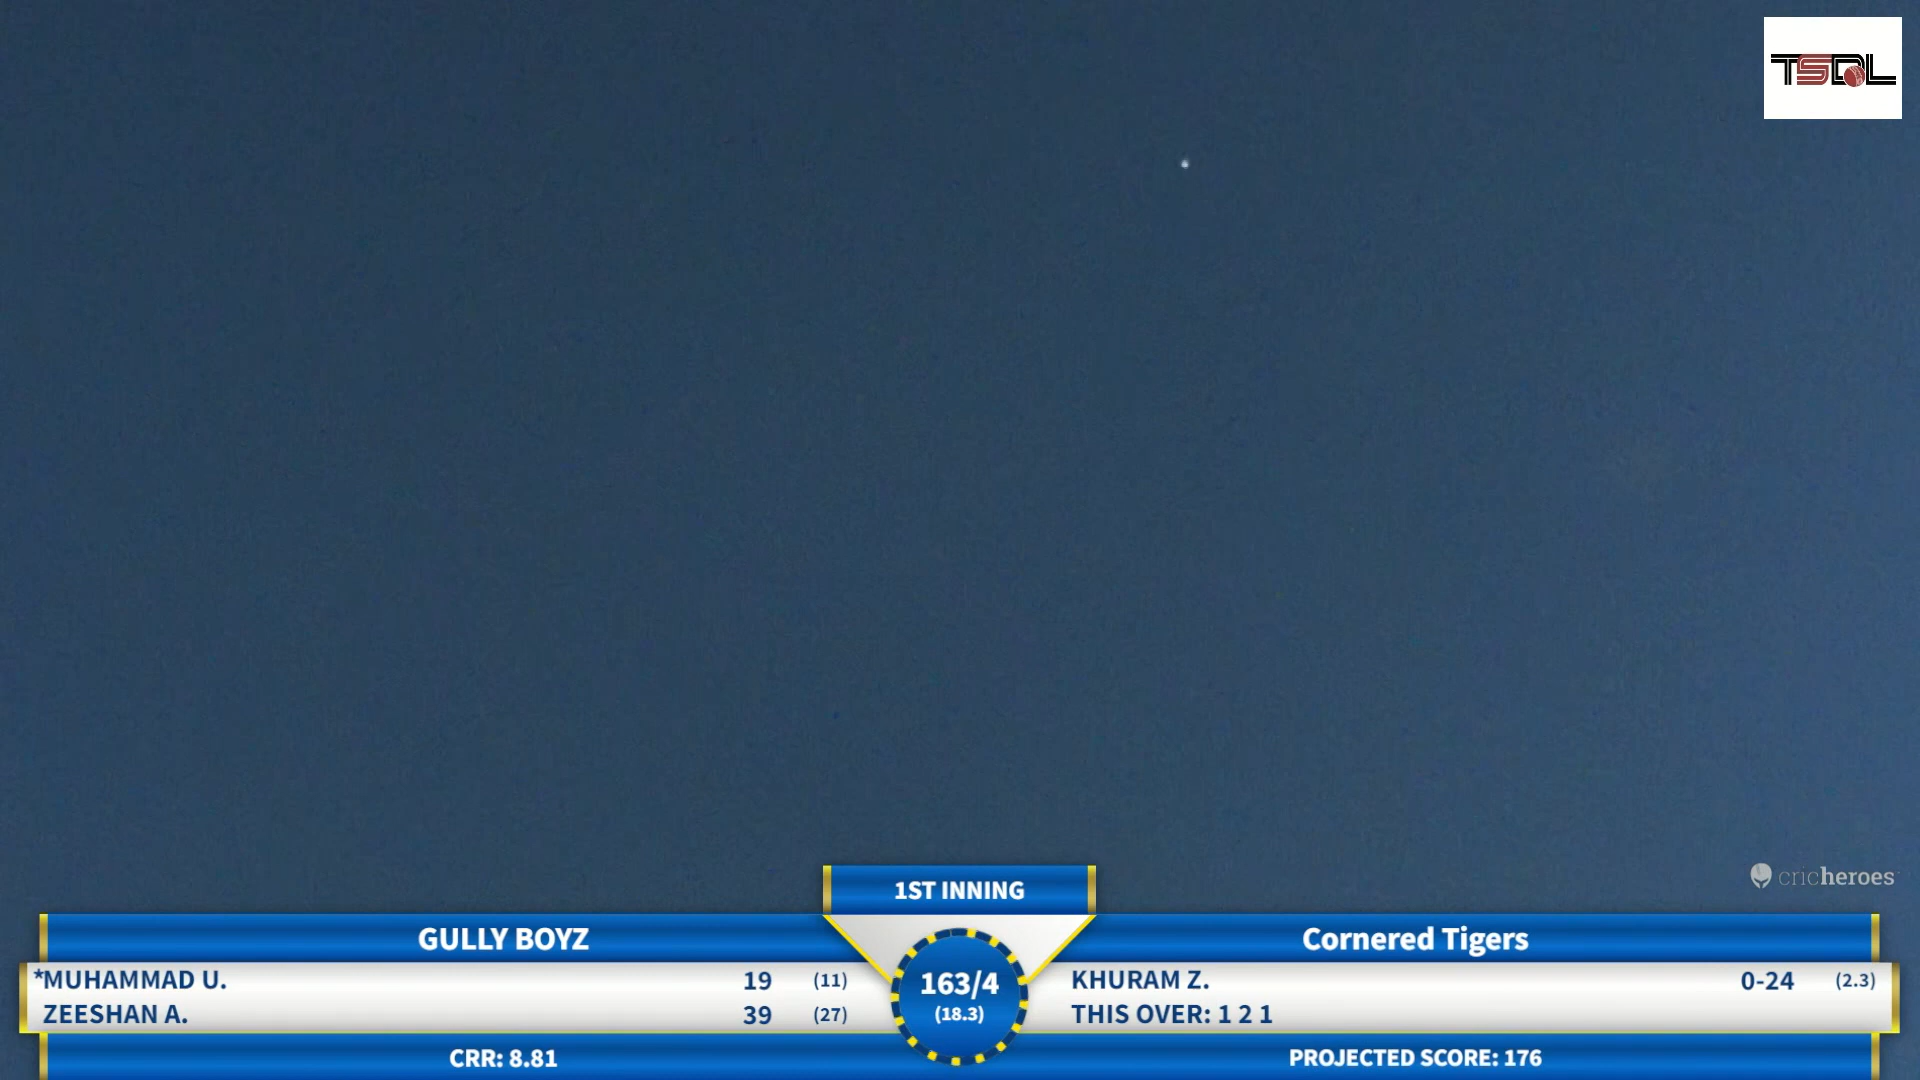 TSDL
cricheroes
1ST INNING
GULLY BOYZ
*MUHAMMAD U. 19 (11)
ZEESHAN A. 39 (27)
CRR: 8.81
163/4
(18.3)
Cornered Tigers
KHURAM Z. 0-24 (2.3)
THIS OVER: 1 2 1
PROJECTED SCORE: 176